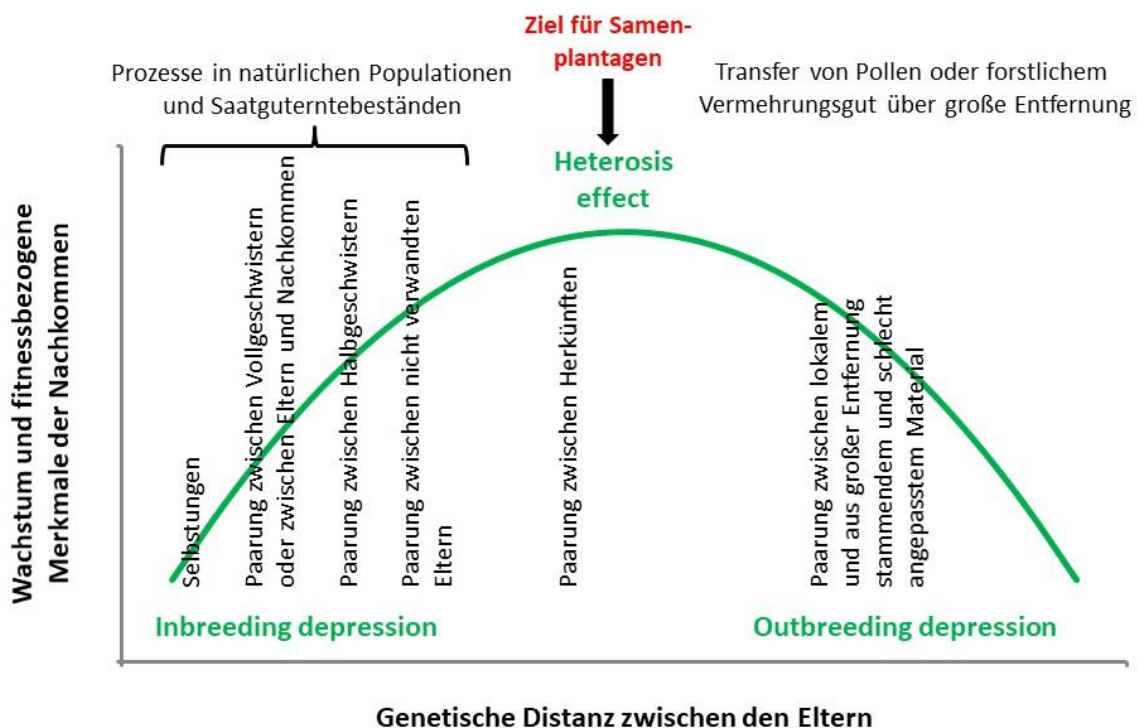 Ziel für Samen-
plantagen
Prozesse in natürlichen Populationen
und Saatguterntebeständen
Transfer von Pollen oder forstlichem
Vermehrungsgut über große Entfernung
Heterosis
effect
Wachstum und fitnessbezogene
Merkmale der Nachkommen
Selbstungen
Paarung zwischen Vollgeschwistern
oder zwischen Eltern und Nachkommen
Paarung zwischen Halbgeschwistern
Paarung zwischen nicht verwandten
Eltern
Paarung zwischen Herkünften
Paarung zwischen lokalem
und aus großer Entfernung
stammendem und schlecht
angepasstem Material
Inbreeding depression
Outbreeding depression
Genetische Distanz zwischen den Eltern